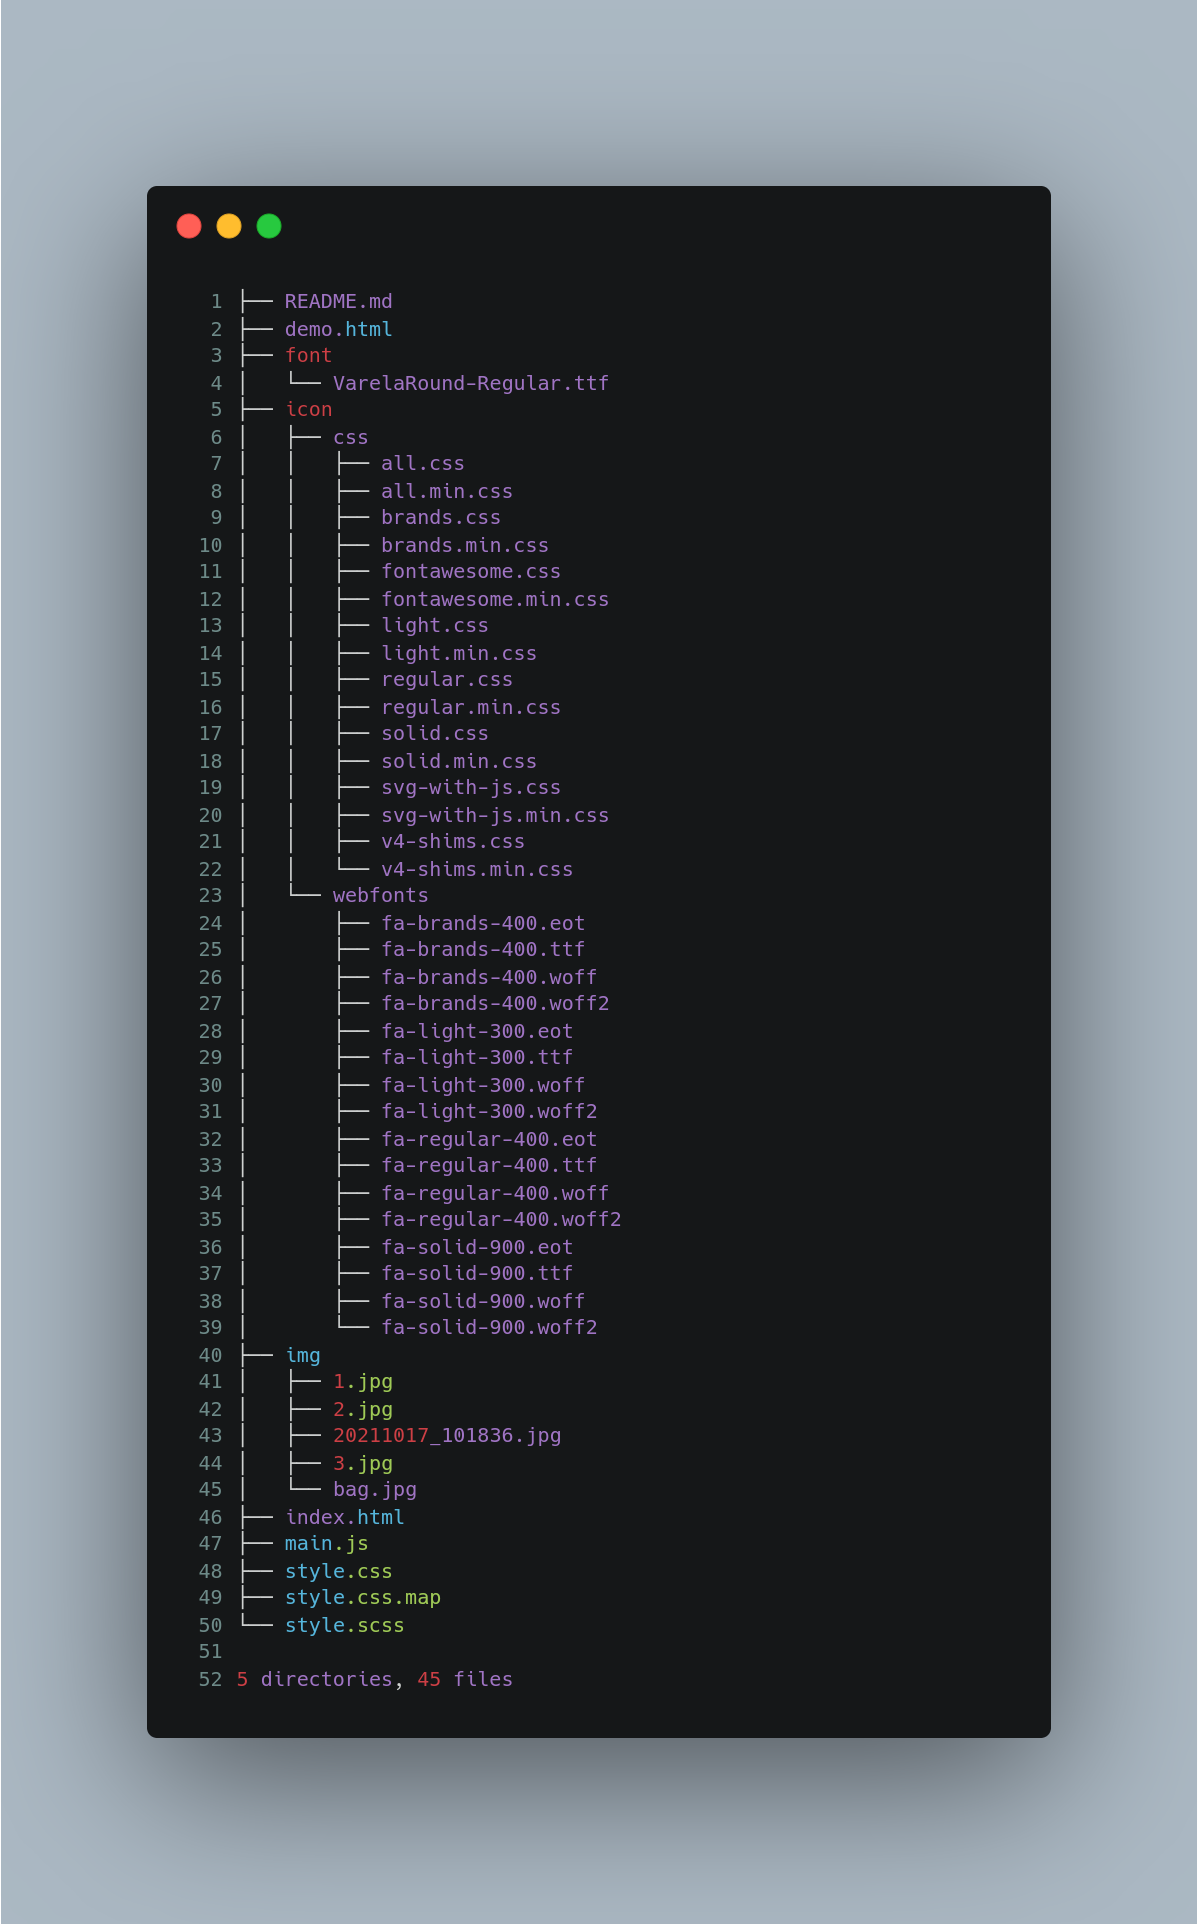 1 ├── README.md
2 ├── demo.html
3 ├── font
4 │   └── VarelaRound-Regular.ttf
5 ├── icon
6 │   ├── css
7 │   │   ├── all.css
8 │   │   ├── all.min.css
9 │   │   ├── brands.css
10 │   │   ├── brands.min.css
11 │   │   ├── fontawesome.css
12 │   │   ├── fontawesome.min.css
13 │   │   ├── light.css
14 │   │   ├── light.min.css
15 │   │   ├── regular.css
16 │   │   ├── regular.min.css
17 │   │   ├── solid.css
18 │   │   ├── solid.min.css
19 │   │   ├── svg-with-js.css
20 │   │   ├── svg-with-js.min.css
21 │   │   ├── v4-shims.css
22 │   │   └── v4-shims.min.css
23 │   └── webfonts
24 │       ├── fa-brands-400.eot
25 │       ├── fa-brands-400.ttf
26 │       ├── fa-brands-400.woff
27 │       ├── fa-brands-400.woff2
28 │       ├── fa-light-300.eot
29 │       ├── fa-light-300.ttf
30 │       ├── fa-light-300.woff
31 │       ├── fa-light-300.woff2
32 │       ├── fa-regular-400.eot
33 │       ├── fa-regular-400.ttf
34 │       ├── fa-regular-400.woff
35 │       ├── fa-regular-400.woff2
36 │       ├── fa-solid-900.eot
37 │       ├── fa-solid-900.ttf
38 │       ├── fa-solid-900.woff
39 │       └── fa-solid-900.woff2
40 ├── img
41 │   ├── 1.jpg
42 │   ├── 2.jpg
43 │   ├── 20211017_101836.jpg
44 │   ├── 3.jpg
45 │   └── bag.jpg
46 ├── index.html
47 ├── main.js
48 ├── style.css
49 ├── style.css.map
50 └── style.scss
51
52 5 directories, 45 files